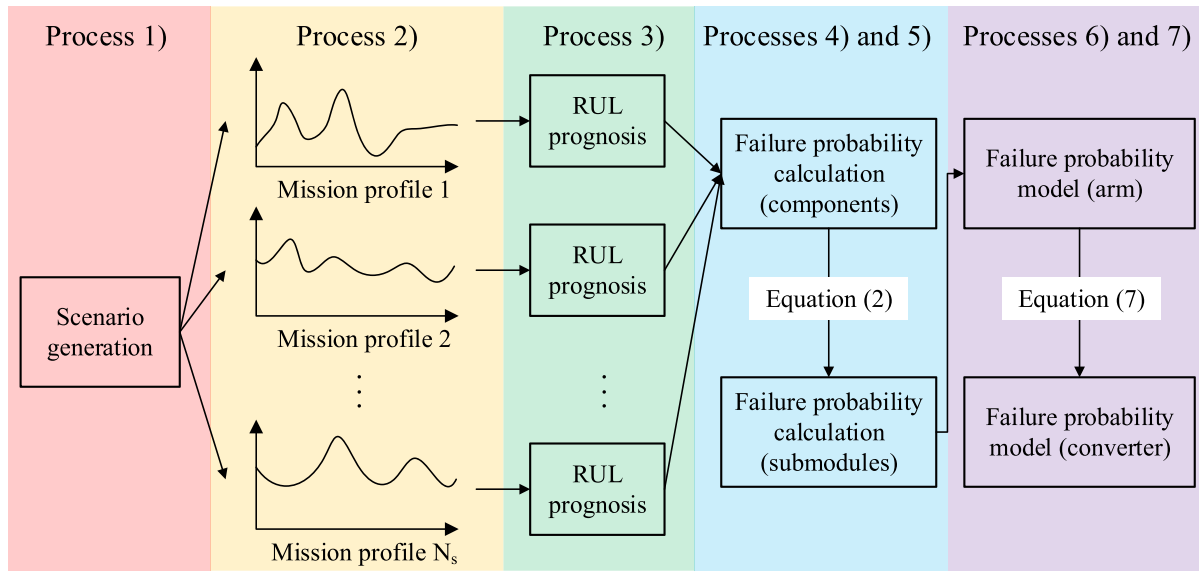 Process 1)
Process 2)
Process 3)
Processes 4) and 5)
Processes 6) and 7)
Scenario
generation
Mission profile 1
Mission profile 2
⋮
Mission profile Nₛ
RUL
prognosis
RUL
prognosis
⋮
RUL
prognosis
Failure probability
calculation
(components)
Equation (2)
Failure probability
calculation
(submodules)
Failure probability
model (arm)
Equation (7)
Failure probability
model (converter)